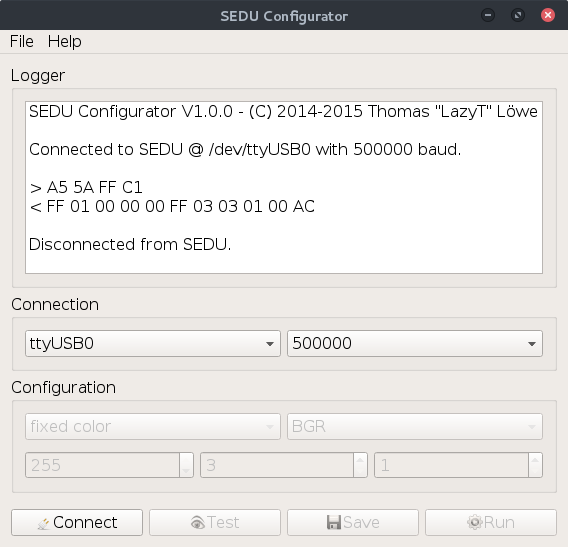 SEDU Configurator
File Help
Logger
SEDU Configurator V1.0.0 - (C) 2014-2015 Thomas "LazyT" Löwe
Connected to SEDU @ /dev/ttyUSB0 with 500000 baud.
> A5 5A FF C1
< FF 01 00 00 00 FF 03 03 01 00 AC
Disconnected from SEDU.
Connection
ttyUSB0 500000
Configuration
fixed color BGR
255 3 1
Connect Test Save Run